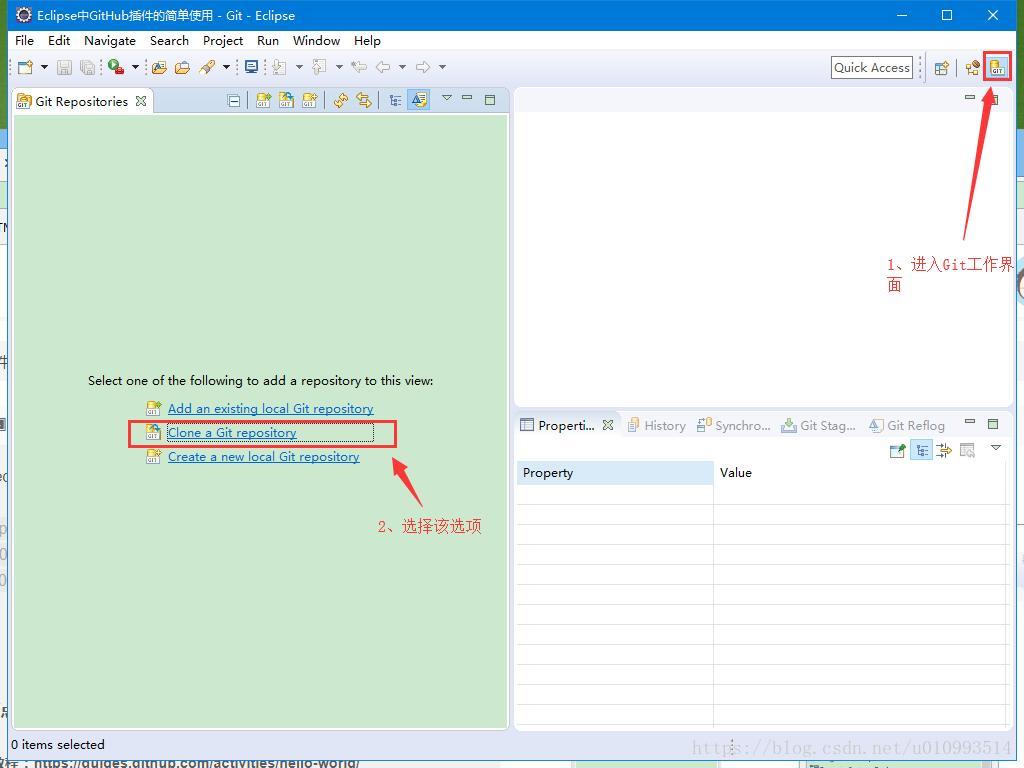 Eclipse中GitHub插件的简单使用 - Git - Eclipse
File Edit Navigate Search Project Run Window Help
Quick Access
Git Repositories
1、进入Git工作界
面
Select one of the following to add a repository to this view:
Add an existing local Git repository
Clone a Git repository
Create a new local Git repository
2、选择该选项
Properti... History Synchro... Git Stag... Git Reflog
Property Value
0 items selected
https://blog.csdn.net/u010993514
https://guides.github.com/activities/hello-world/